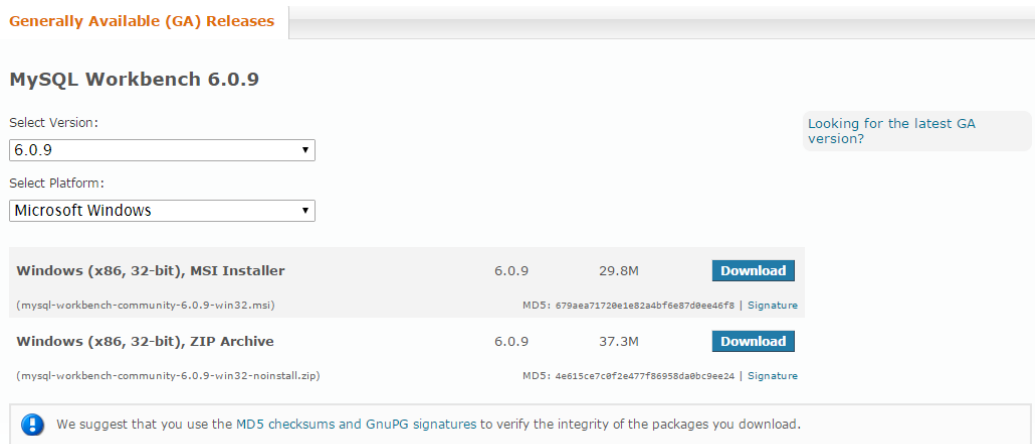 Generally Available (GA) Releases
MySQL Workbench 6.0.9
Select Version:
6.0.9
Looking for the latest GA
version?
Select Platform:
Microsoft Windows
Windows (x86, 32-bit), MSI Installer 6.0.9 29.8M Download
(mysql-workbench-community-6.0.9-win32.msi) MD5: 679aea71720e1e82a4bf6e87d0ee46f8 | Signature
Windows (x86, 32-bit), ZIP Archive 6.0.9 37.3M Download
(mysql-workbench-community-6.0.9-win32-noinstall.zip) MD5: 4e615ce7c0f2e477f86958da0bc9ee24 | Signature
We suggest that you use the MD5 checksums and GnuPG signatures to verify the integrity of the packages you download.